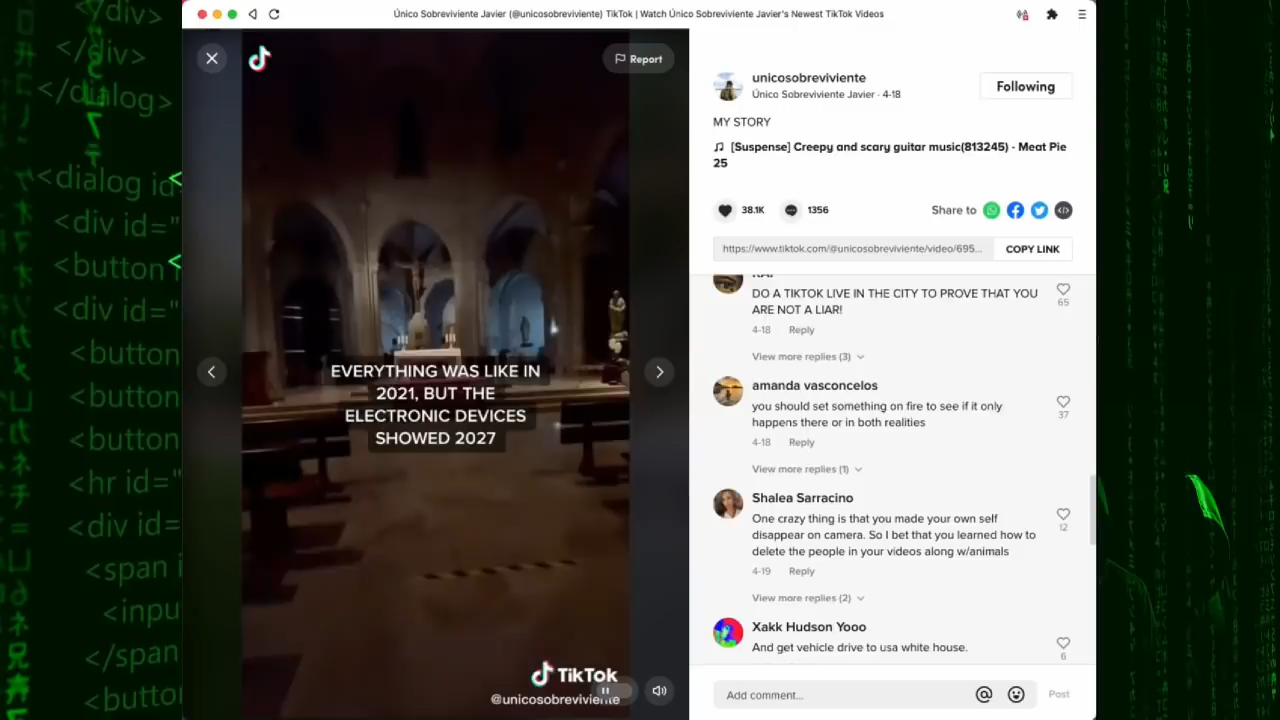 Único Sobreviviente Javier (@unicosobreviviente) TikTok | Watch Único Sobreviviente Javier's Newest TikTok Videos
</div>
</div>
</dialog>
<dialog id=
<div id="
<button
<div id=
<button
<button
<button
<hr id="
<div id=
<span i
<input
</span
<button
Report
EVERYTHING WAS LIKE IN
2021, BUT THE
ELECTRONIC DEVICES
SHOWED 2027
TikTok
@unicosobreviviente
unicosobreviviente
Único Sobreviviente Javier · 4-18
Following
MY STORY
[Suspense] Creepy and scary guitar music(813245) - Meat Pie
25
38.1K
1356
Share to
https://www.tiktok.com/@unicosobreviviente/video/695...
COPY LINK
DO A TIKTOK LIVE IN THE CITY TO PROVE THAT YOU
ARE NOT A LIAR!
65
4-18 Reply
View more replies (3)
amanda vasconcelos
you should set something on fire to see if it only
happens there or in both realities
37
4-18 Reply
View more replies (1)
Shalea Sarracino
One crazy thing is that you made your own self
disappear on camera. So I bet that you learned how to
delete the people in your videos along w/animals
12
4-19 Reply
View more replies (2)
Xakk Hudson Yooo
And get vehicle drive to usa white house.
6
Add comment...
Post